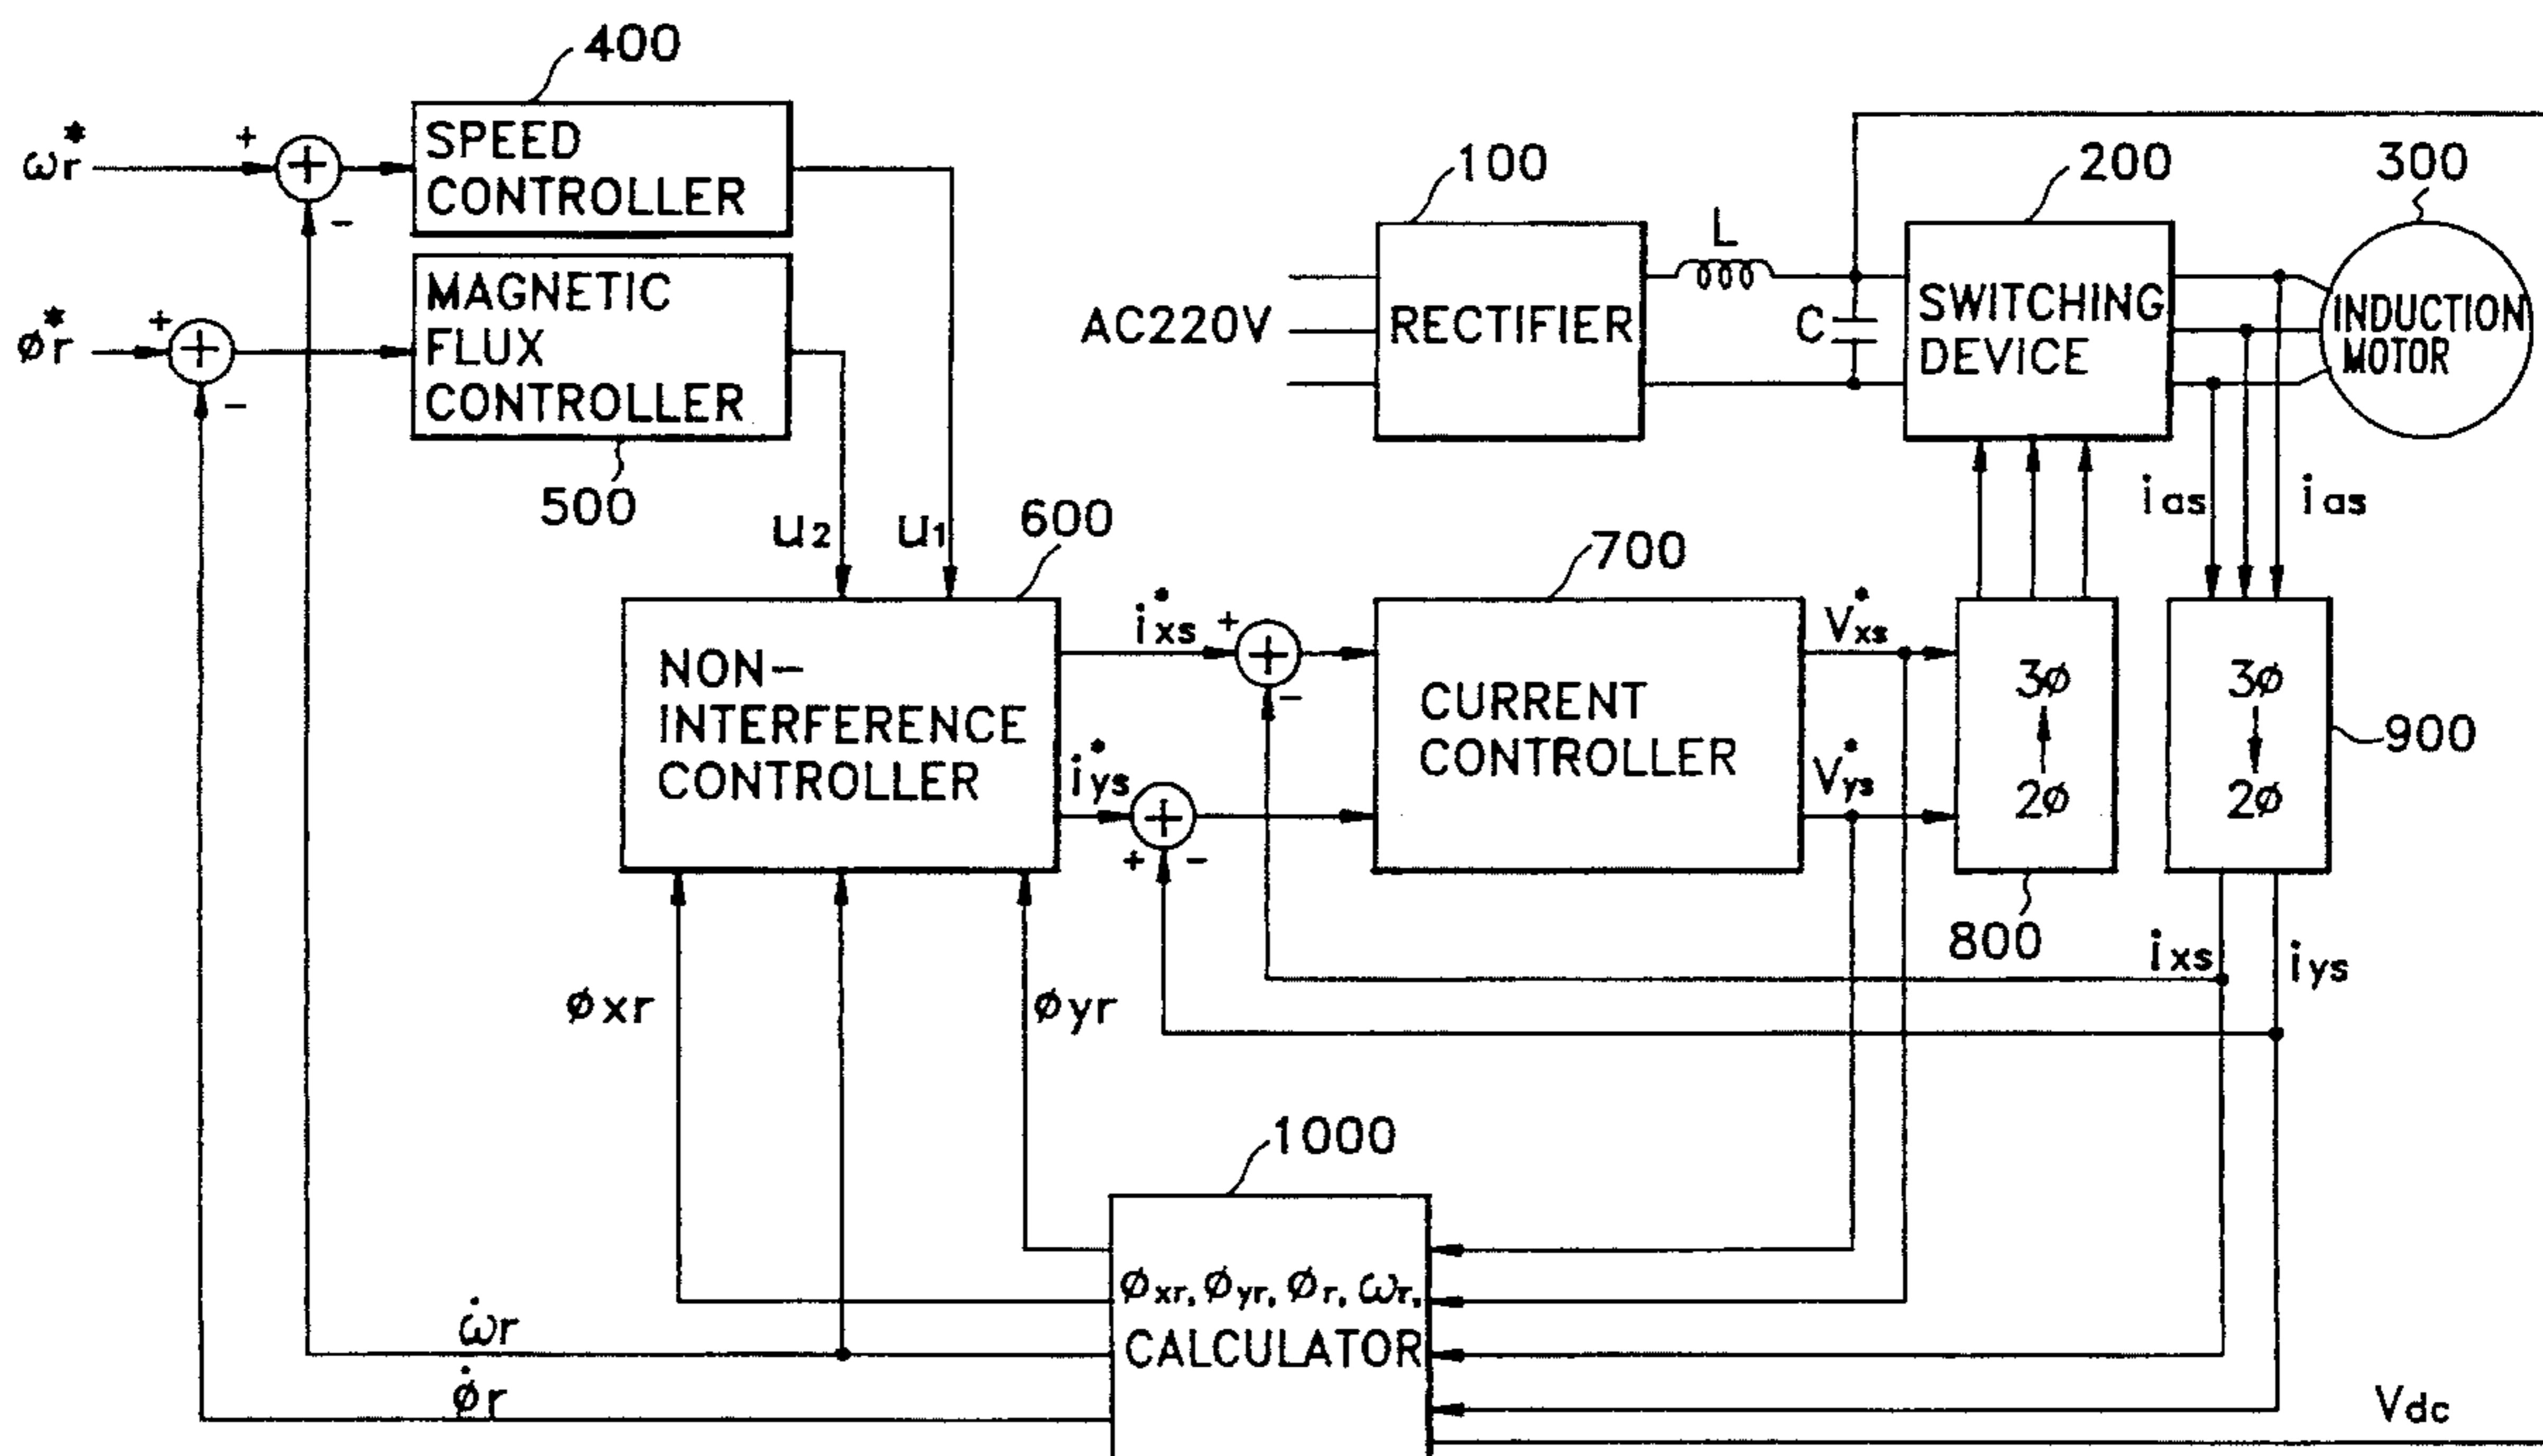 400
ωr*
+
+
-
SPEED
CONTROLLER
MAGNETIC
FLUX
CONTROLLER
500
φr*
+
+
-
u2
u1
100
AC220V
RECTIFIER
L
C
200
SWITCHING
DEVICE
300
INDUCTION
MOTOR
ias
ias
600
NON-
INTERFERENCE
CONTROLLER
ixs*
+
+
-
iys*
+
+
-
700
CURRENT
CONTROLLER
Vxs*
Vys*
3φ
2φ
800
3φ
2φ
900
ixs
iys
φxr
φyr
1000
φxr, φyr, φr, ωr,
CALCULATOR
ω̇r
φ̇r
Vdc